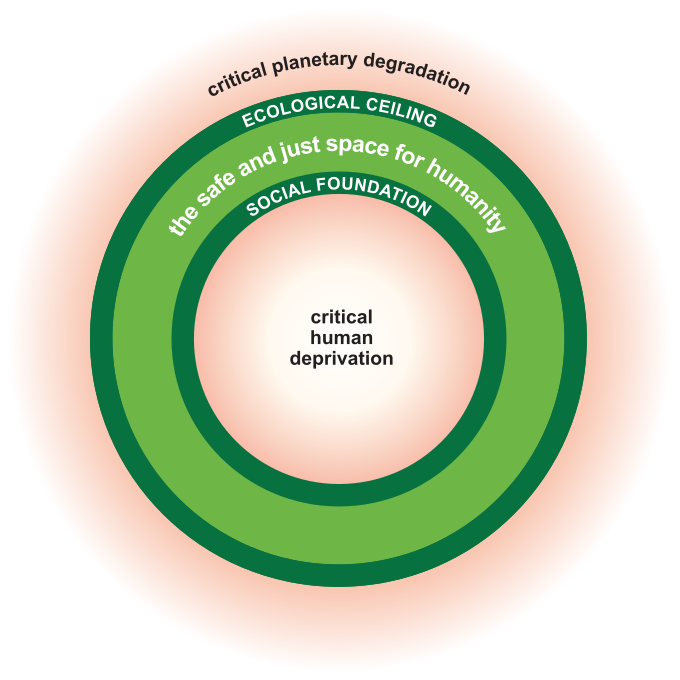 critical planetary degradation
ECOLOGICAL CEILING
the safe and just space for humanity
SOCIAL FOUNDATION
critical
human
deprivation